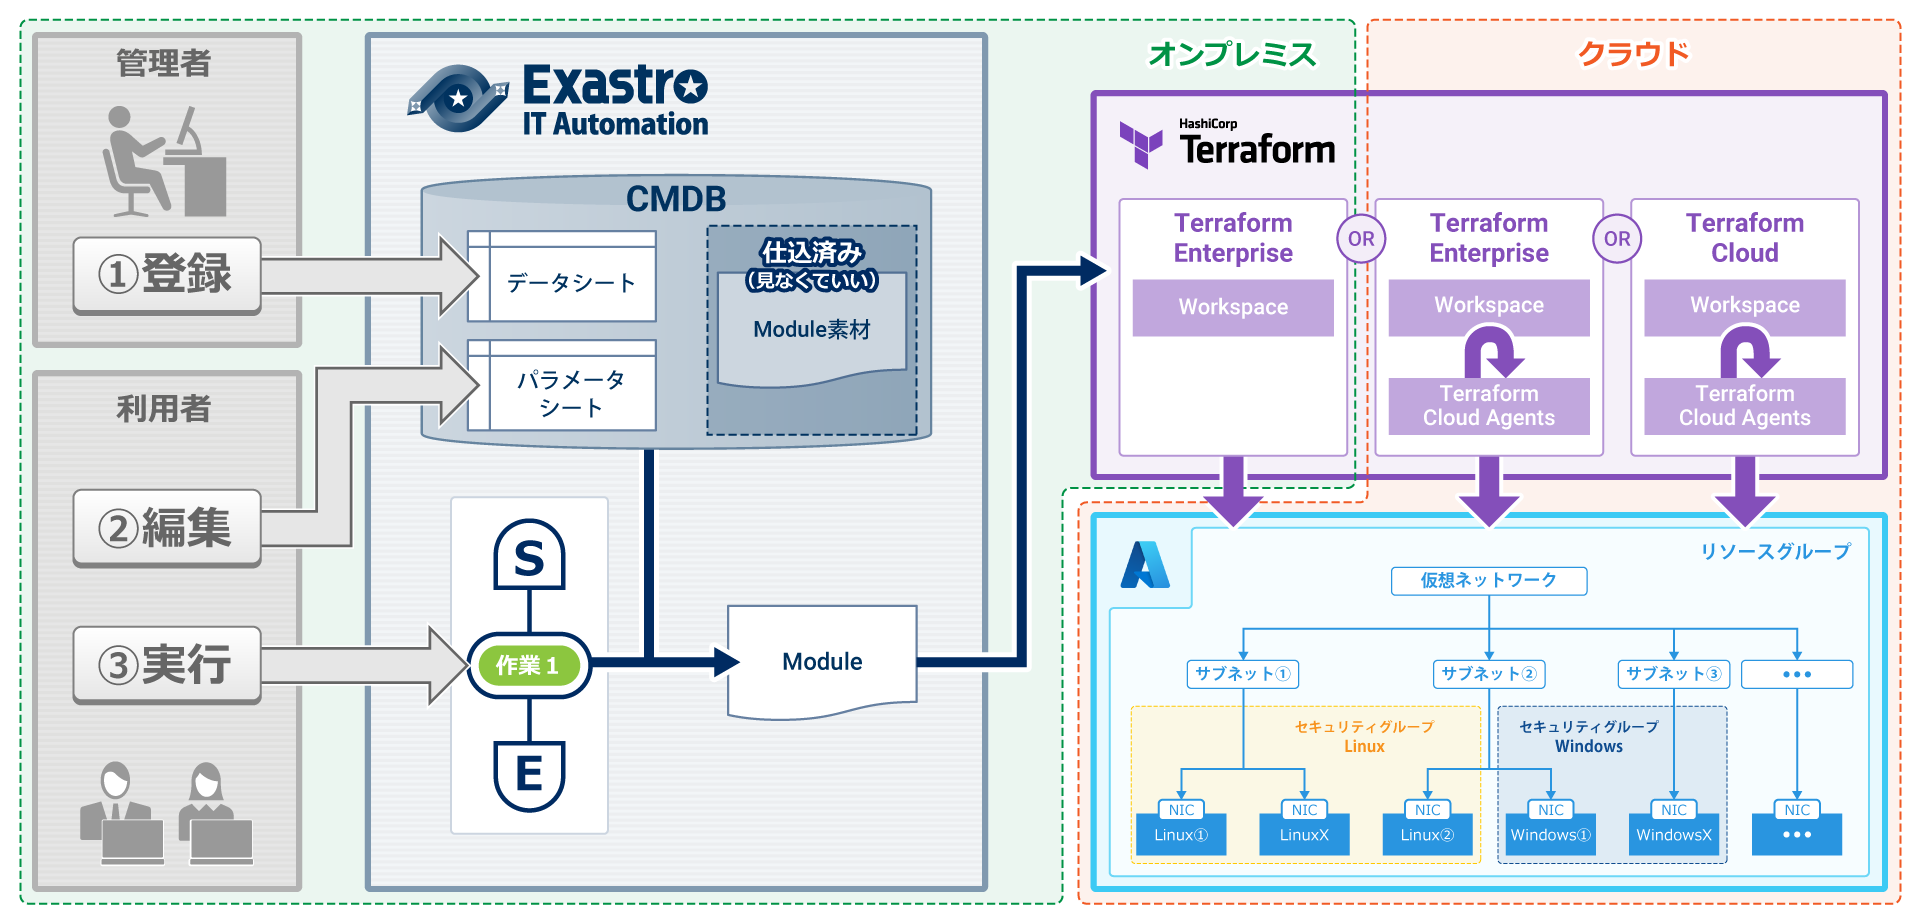 管理者
①登録
利用者
②編集
③実行
Exastro
IT Automation
CMDB
データシート
パラメータ
シート
仕込済み
(見なくていい)
Module素材
S
作業1
E
Module
オンプレミス
クラウド
HashiCorp
Terraform
Terraform
Enterprise
Workspace
OR
Terraform
Enterprise
Workspace
Terraform
Cloud Agents
OR
Terraform
Cloud
Workspace
Terraform
Cloud Agents
リソースグループ
仮想ネットワーク
サブネット①
サブネット②
サブネット③
•••
セキュリティグループ
Linux
セキュリティグループ
Windows
NIC
Linux①
NIC
LinuxX
NIC
Linux②
NIC
Windows①
NIC
WindowsX
NIC
•••